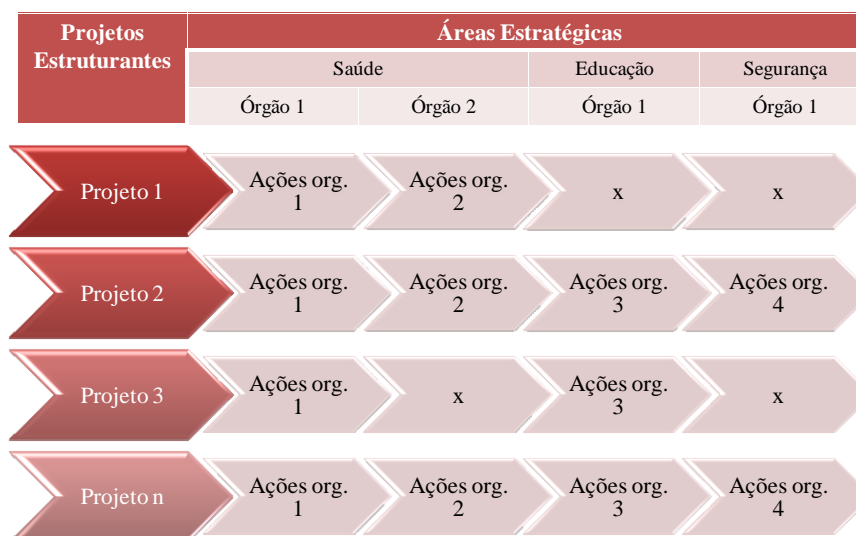 Projetos
Estruturantes
Áreas Estratégicas
Saúde
Educação
Segurança
Órgão 1
Órgão 2
Órgão 1
Órgão 1
Projeto 1
Ações org.
1
Ações org.
2
x
x
Projeto 2
Ações org.
1
Ações org.
2
Ações org.
3
Ações org.
4
Projeto 3
Ações org.
1
x
Ações org.
3
x
Projeto n
Ações org.
1
Ações org.
2
Ações org.
3
Ações org.
4